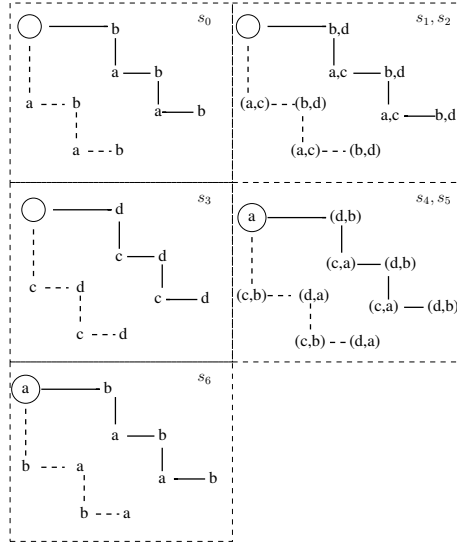 s₀
b
a b
a b
a b
a b
s₁, s₂
b,d
a,c b,d
a,c b,d
(a,c) (b,d)
(a,c) (b,d)
s₃
d
c d
c d
c d
c d
s₄, s₅
a (d,b)
(c,a) (d,b)
(c,b) (d,a) (c,a) (d,b)
(c,b) (d,a)
s₆
a b
a b
b a a b
b a